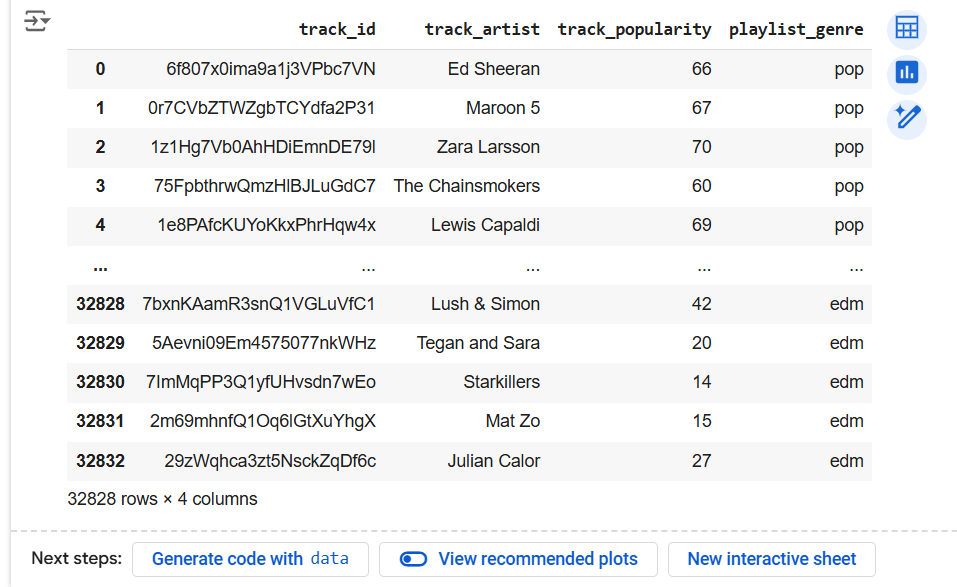 track_id track_artist track_popularity playlist_genre
0 6f807x0ima9a1j3VPbc7VN Ed Sheeran 66 pop
1 0r7CVbZTWZgbTCYdfa2P31 Maroon 5 67 pop
2 1z1Hg7Vb0AhHDiEmnDE79l Zara Larsson 70 pop
3 75FpbthrwQmzHlBJLuGdC7 The Chainsmokers 60 pop
4 1e8PAfcKUYoKkxPhrHqw4x Lewis Capaldi 69 pop
... ... ... ... ...
32828 7bxnKAamR3snQ1VGLuVfC1 Lush & Simon 42 edm
32829 5Aevni09Em4575077nkWHz Tegan and Sara 20 edm
32830 7ImMqPP3Q1yfUHvsdn7wEo Starkillers 14 edm
32831 2m69mhnfQ1Oq6lGtXuYhgX Mat Zo 15 edm
32832 29zWqhca3zt5NsckZqDf6c Julian Calor 27 edm
32828 rows × 4 columns
Next steps: Generate code with data View recommended plots New interactive sheet